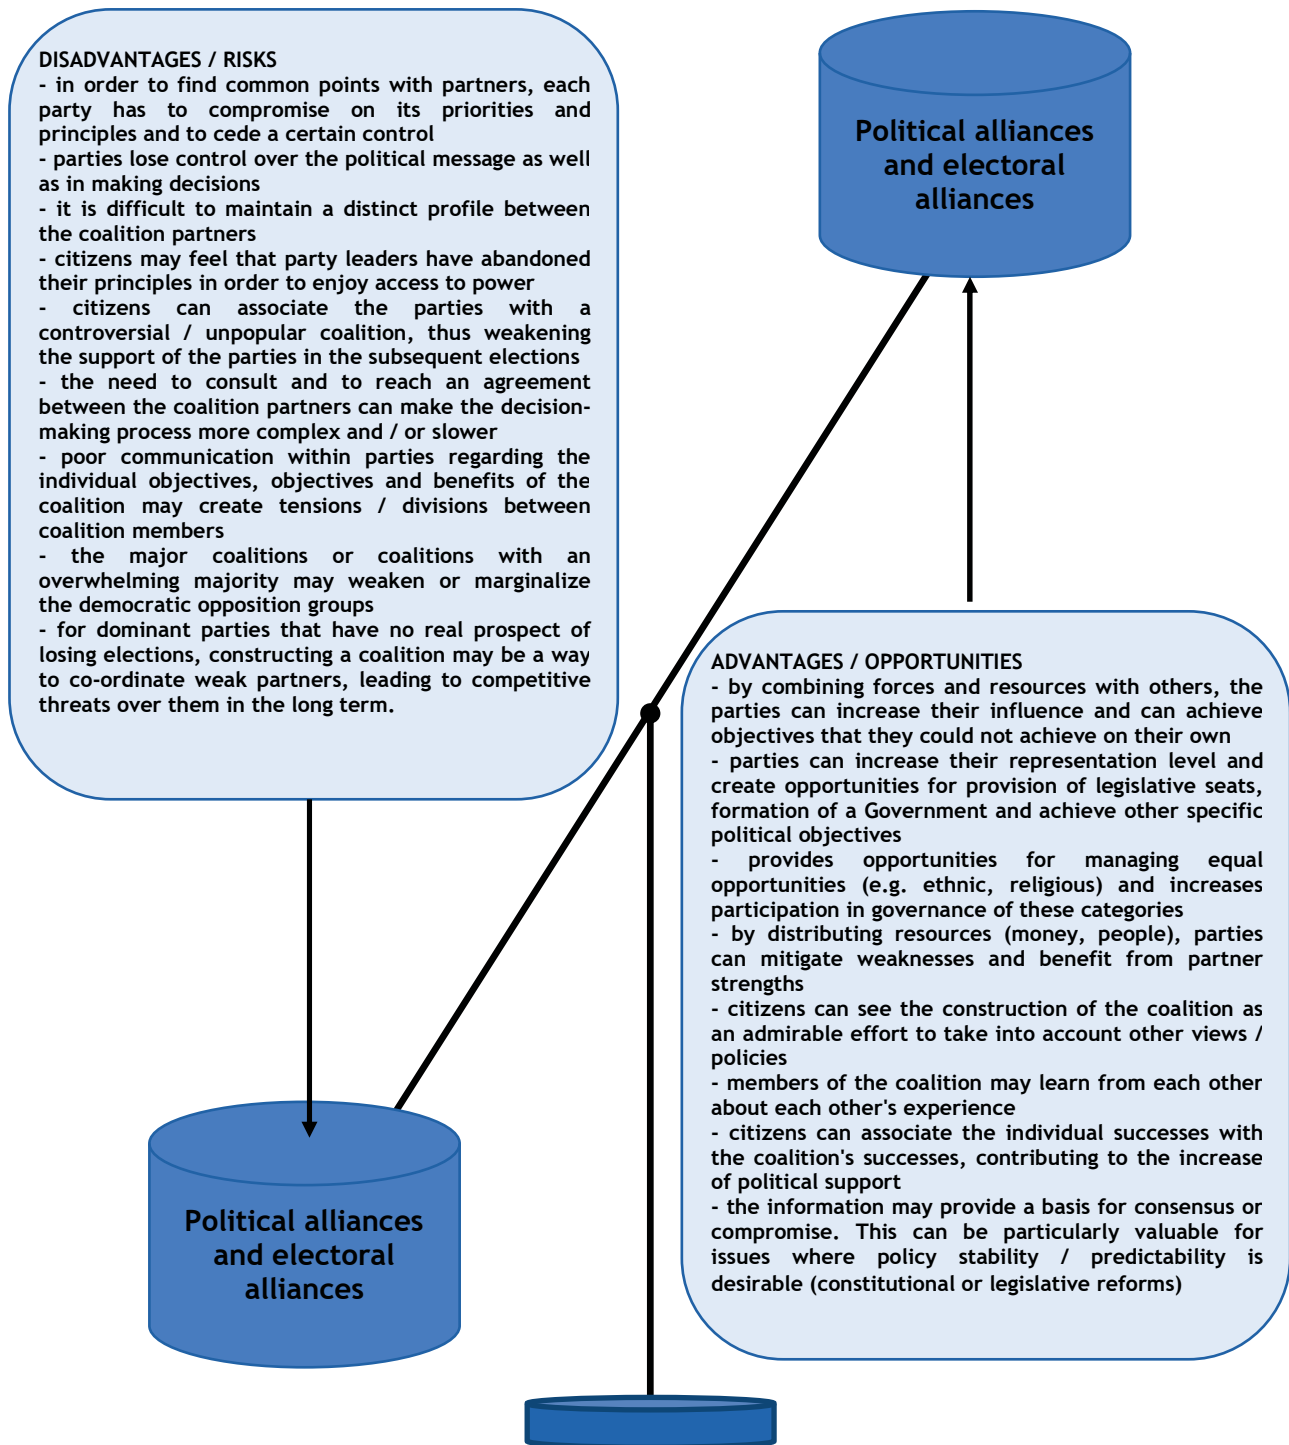 DISADVANTAGES / RISKS
- in order to find common points with partners, each
party has to compromise on its priorities and
principles and to cede a certain control
- parties lose control over the political message as well
as in making decisions
- it is difficult to maintain a distinct profile between
the coalition partners
- citizens may feel that party leaders have abandoned
their principles in order to enjoy access to power
- citizens can associate the parties with a
controversial / unpopular coalition, thus weakening
the support of the parties in the subsequent elections
- the need to consult and to reach an agreement
between the coalition partners can make the decision-
making process more complex and / or slower
- poor communication within parties regarding the
individual objectives, objectives and benefits of the
coalition may create tensions / divisions between
coalition members
- the major coalitions or coalitions with an
overwhelming majority may weaken or marginalize
the democratic opposition groups
- for dominant parties that have no real prospect of
losing elections, constructing a coalition may be a way
to co-ordinate weak partners, leading to competitive
threats over them in the long term.
Political alliances
and electoral
alliances
ADVANTAGES / OPPORTUNITIES
- by combining forces and resources with others, the
parties can increase their influence and can achieve
objectives that they could not achieve on their own
- parties can increase their representation level and
create opportunities for provision of legislative seats,
formation of a Government and achieve other specific
political objectives
- provides opportunities for managing equal
opportunities (e.g. ethnic, religious) and increases
participation in governance of these categories
- by distributing resources (money, people), parties
can mitigate weaknesses and benefit from partner
strengths
- citizens can see the construction of the coalition as
an admirable effort to take into account other views /
policies
- members of the coalition may learn from each other
about each other's experience
- citizens can associate the individual successes with
the coalition's successes, contributing to the increase
of political support
- the information may provide a basis for consensus or
compromise. This can be particularly valuable for
issues where policy stability / predictability is
desirable (constitutional or legislative reforms)
Political alliances
and electoral
alliances